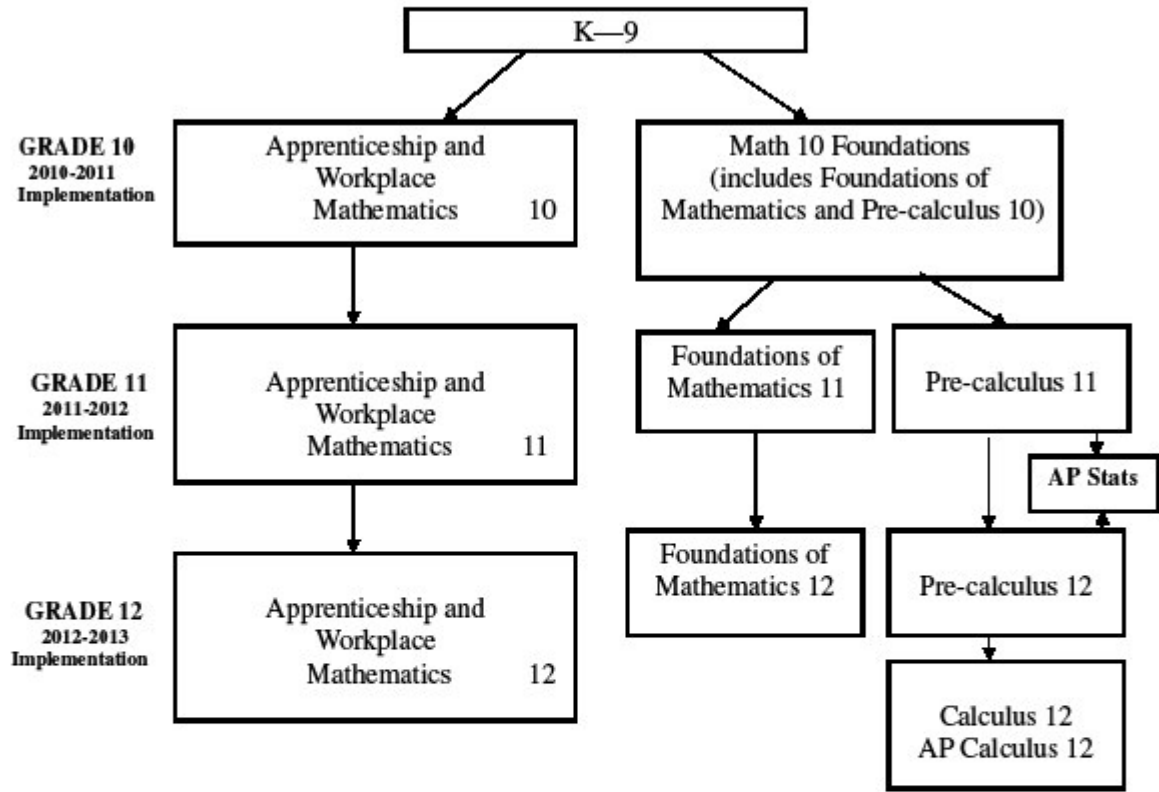 K—9
GRADE 10
2010-2011
Implementation
Apprenticeship and
Workplace
Mathematics 10
Math 10 Foundations
(includes Foundations of
Mathematics and Pre-calculus 10)
GRADE 11
2011-2012
Implementation
Apprenticeship and
Workplace
Mathematics 11
Foundations of
Mathematics 11
Pre-calculus 11
AP Stats
GRADE 12
2012-2013
Implementation
Apprenticeship and
Workplace
Mathematics 12
Foundations of
Mathematics 12
Pre-calculus 12
Calculus 12
AP Calculus 12